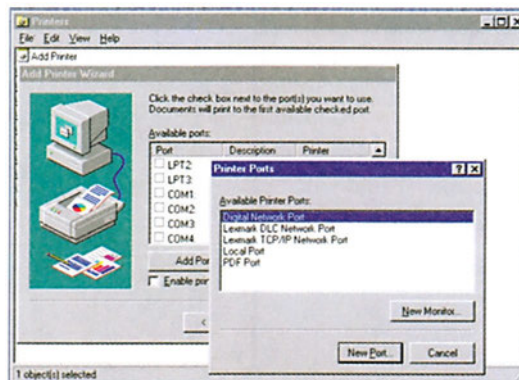 Printers
File Edit View Help
Add Printer
Add Printer Wizard
Click the check box next to the port(s) you want to use.
Documents will print to the first available checked port.
Available ports:
Port Description Printer
LPT2:
LPT3:
COM1
COM2:
COM3
COM4
Add Por
Enable pri
<
Printer Ports
Available Printer Ports:
Digital Network Port
Lexmark DLC Network Port
Lexmark TCP/IP Network Port
Local Port
PDF Port
New Monitor...
New Port...
Cancel
1 object(s) selected